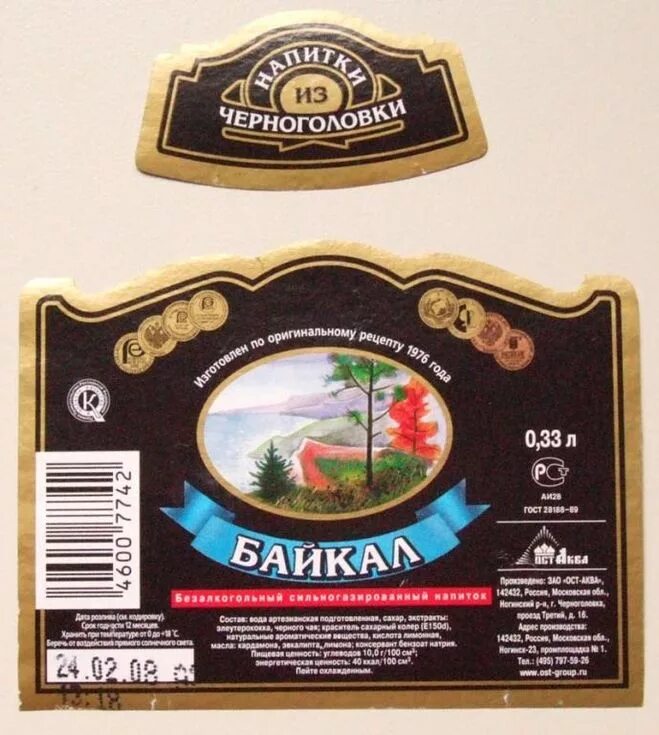 НАПИТКИ
ИЗ
ЧЕРНОГОЛОВКИ
Изготовлен по оригинальному рецепту 1976 года
К
0,33 л
РСт
АИ28
ГОСТ 28188–89
4600 7742
БАЙКАЛ
ОСТ АКВА
Безалкогольный сильногазированный напиток
Состав: вода артезианская подготовленная, сахар, экстракты:
элеутерококка, черного чая; краситель сахарный колер (E150d),
натуральные ароматические вещества, кислота лимонная,
масла: кардамона, эвкалипта, лимона; консервант бензоат натрия.
Пищевая ценность: углеводов 10,0 г/100 см³;
энергетическая ценность: 40 ккал/100 см³.
Пейте охлажденным.
Дата розлива (см. кодировку).
Срок годности 12 месяцев.
Хранить при температуре от 0 до +18 °С.
Беречь от воздействия прямого солнечного света.
24.02.08
Произведено: ЗАО «ОСТ-АКВА»,
142432, Россия, Московская обл.,
Ногинский р-н, г. Черноголовка,
проезд Третий, д. 16.
Адрес производства:
142432, Россия, Московская обл.,
Ногинск-23, промплощадка № 1.
Тел.: (495) 797-59-26
www.ost-group.ru